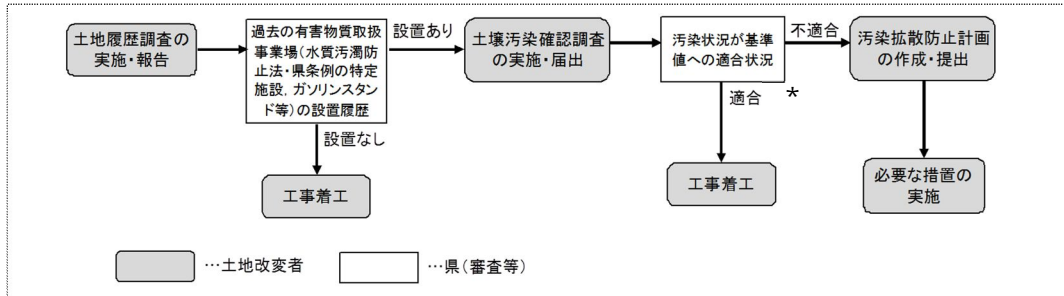 土地履歴調査の
実施・報告
過去の有害物質取扱
事業場(水質汚濁防
止法・県条例の特定
施設，ガソリンスタン
ド等)の設置履歴
設置あり
設置なし
工事着工
土壌汚染確認調査
の実施・届出
汚染状況が基準
値への適合状況
不適合
適合
*
工事着工
汚染拡散防止計画
の作成・提出
必要な措置の
実施
…土地改変者
…県(審査等)